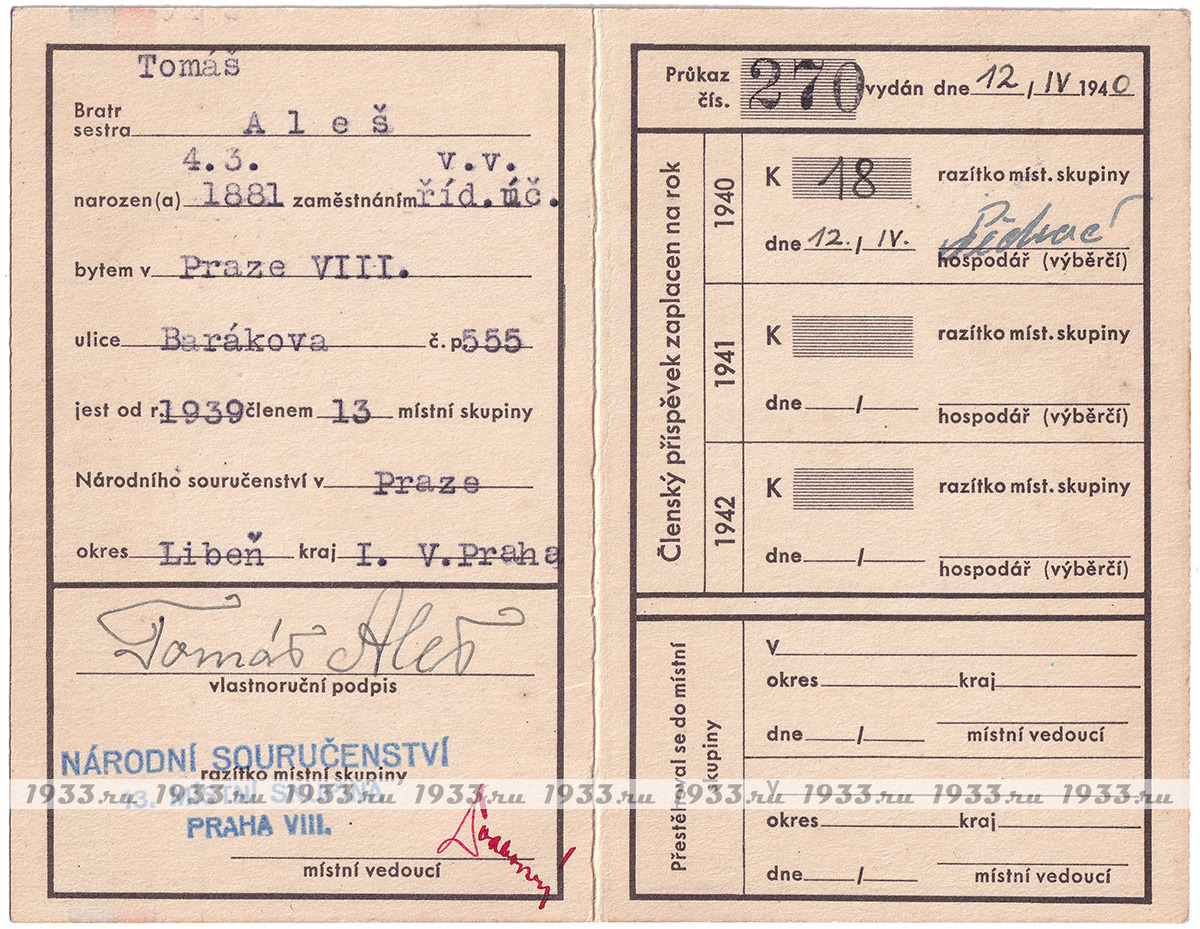 Tomáš
Bratr
sestra Aleš
4.3. v.v.
narozen(a) 1881 zaměstnáním říd.úč.
bytem v Praze VIII.
ulice Barákova č.p 555
jest od r. 1939 členem 13 místní skupiny
Národního souručenství v Praze
okres Libeň kraj I. V.Praha
Tomáš Aleš
vlastnoruční podpis
NÁRODNÍ SOURUČENSTVÍ
razítko místní skupiny
13. MÍSTNÍ SKUPINA
PRAHA VIII.
místní vedoucí
Průkaz
čís. 270 vydán dne 12/IV 1940
Členský příspěvek zaplacen na rok
1940
K 18 razítko míst. skupiny
dne 12./IV.
hospodář (výběrčí)
1941
K razítko míst. skupiny
dne /
hospodář (výběrčí)
1942
K razítko míst. skupiny
dne /
hospodář (výběrčí)
Přestěhoval se do místní
skupiny
v
okres kraj
dne / místní vedoucí
v
okres kraj
dne / místní vedoucí
1933.ru 1933.ru 1933.ru 1933.ru 1933.ru 1933.ru 1933.ru 1933.ru 1933.ru